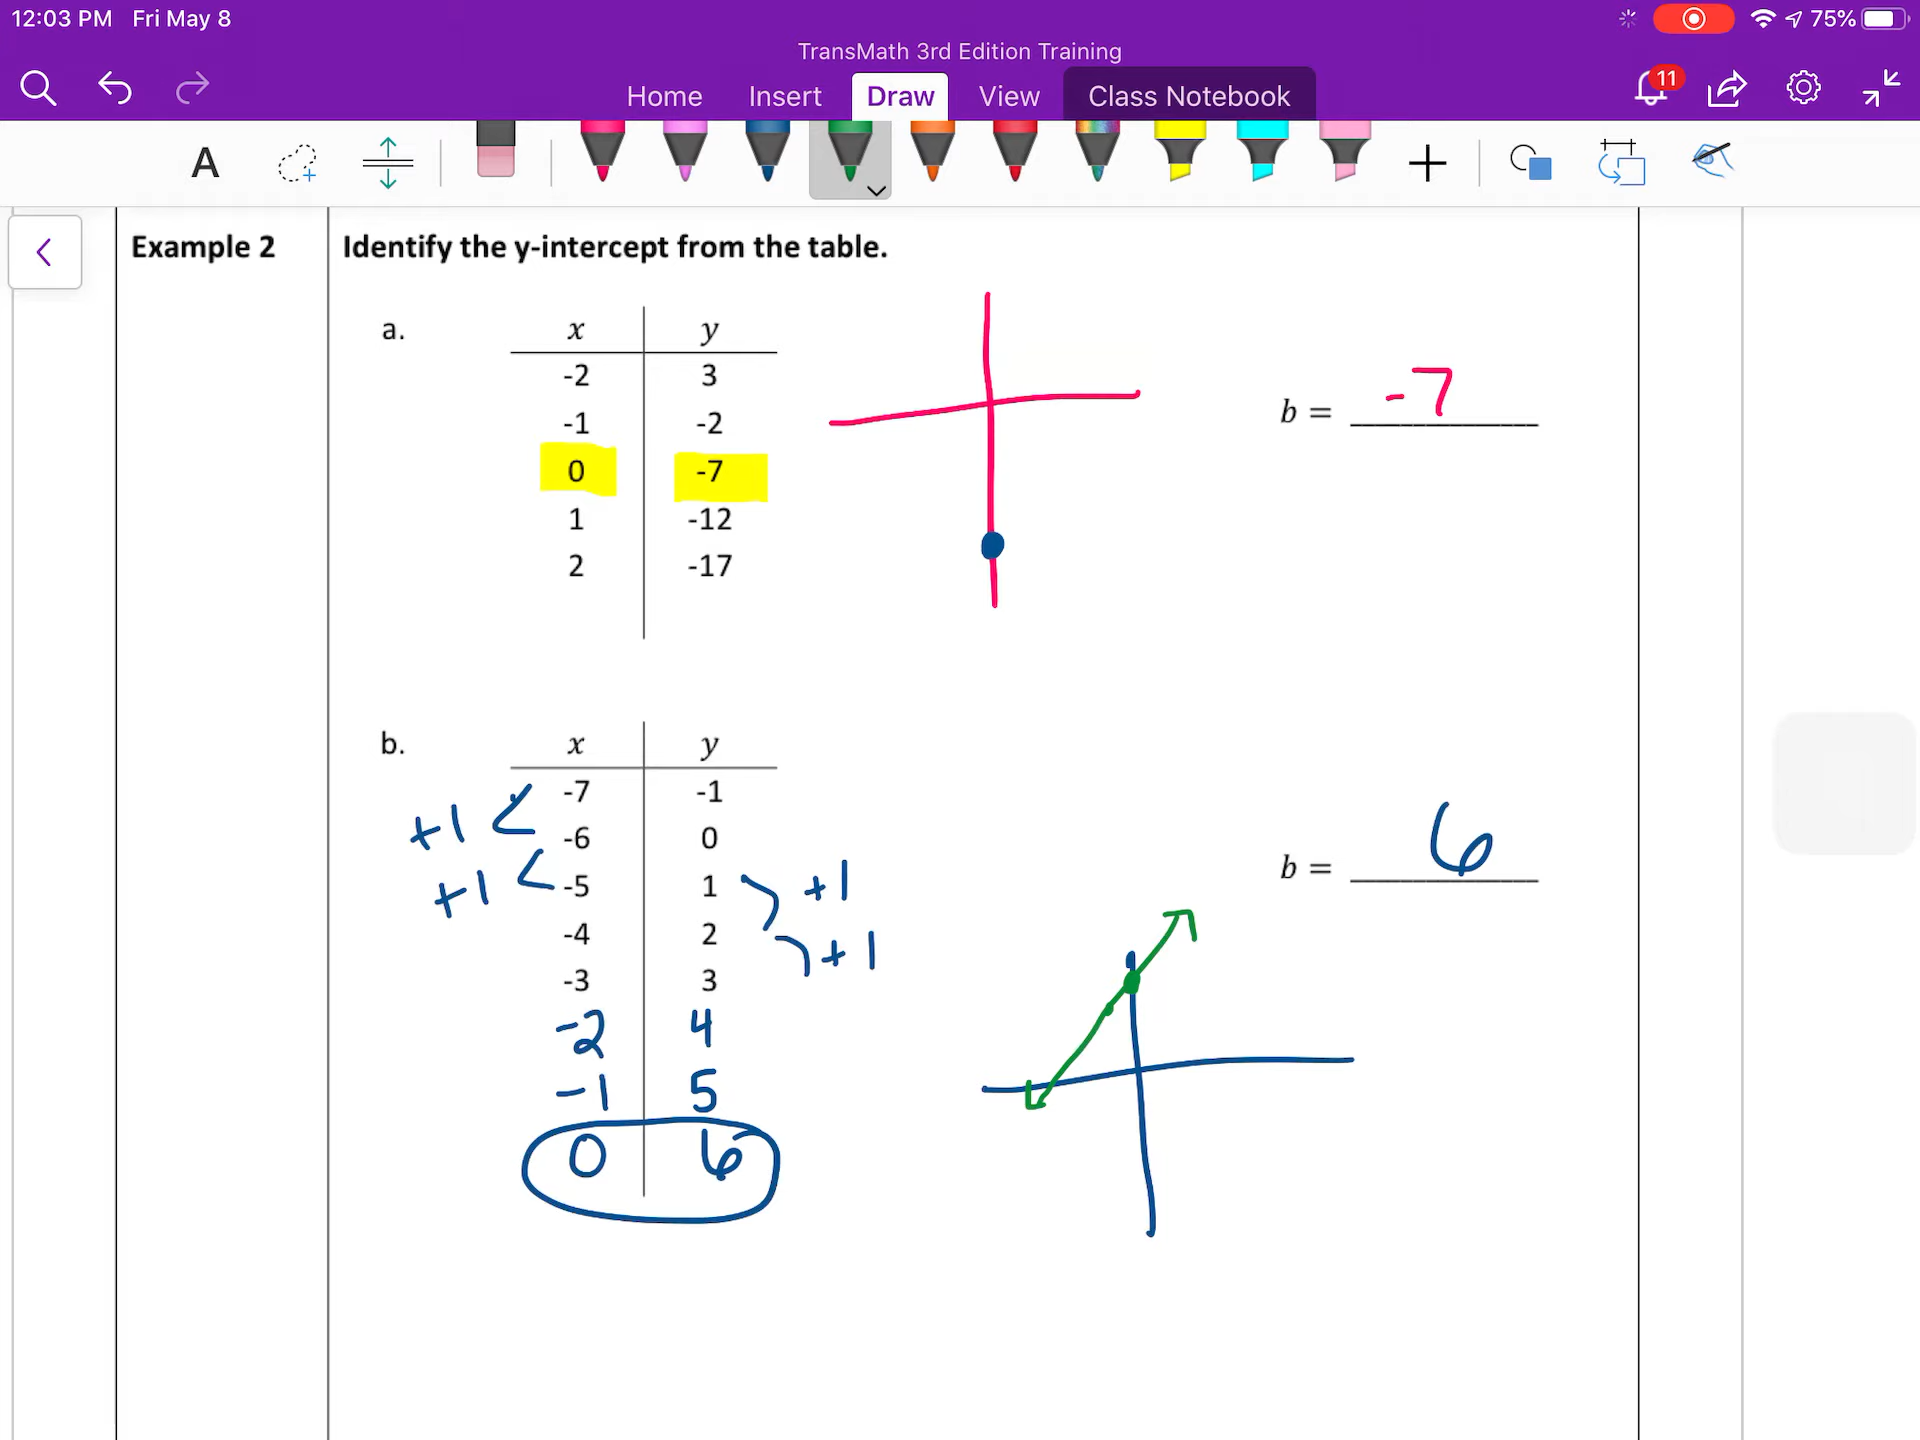 12:03 PM Fri May 8
75%
TransMath 3rd Edition Training
Home Insert Draw View Class Notebook
11
A
Example 2 Identify the y-intercept from the table.
a. x y
-2 3
-1 -2
0 -7
1 -12
2 -17
b = -7
b. x y
-7 -1
+1
-6 0
+1
-5 1
+1
-4 2
+1
-3 3
-2 4
-1 5
0 6
b = 6